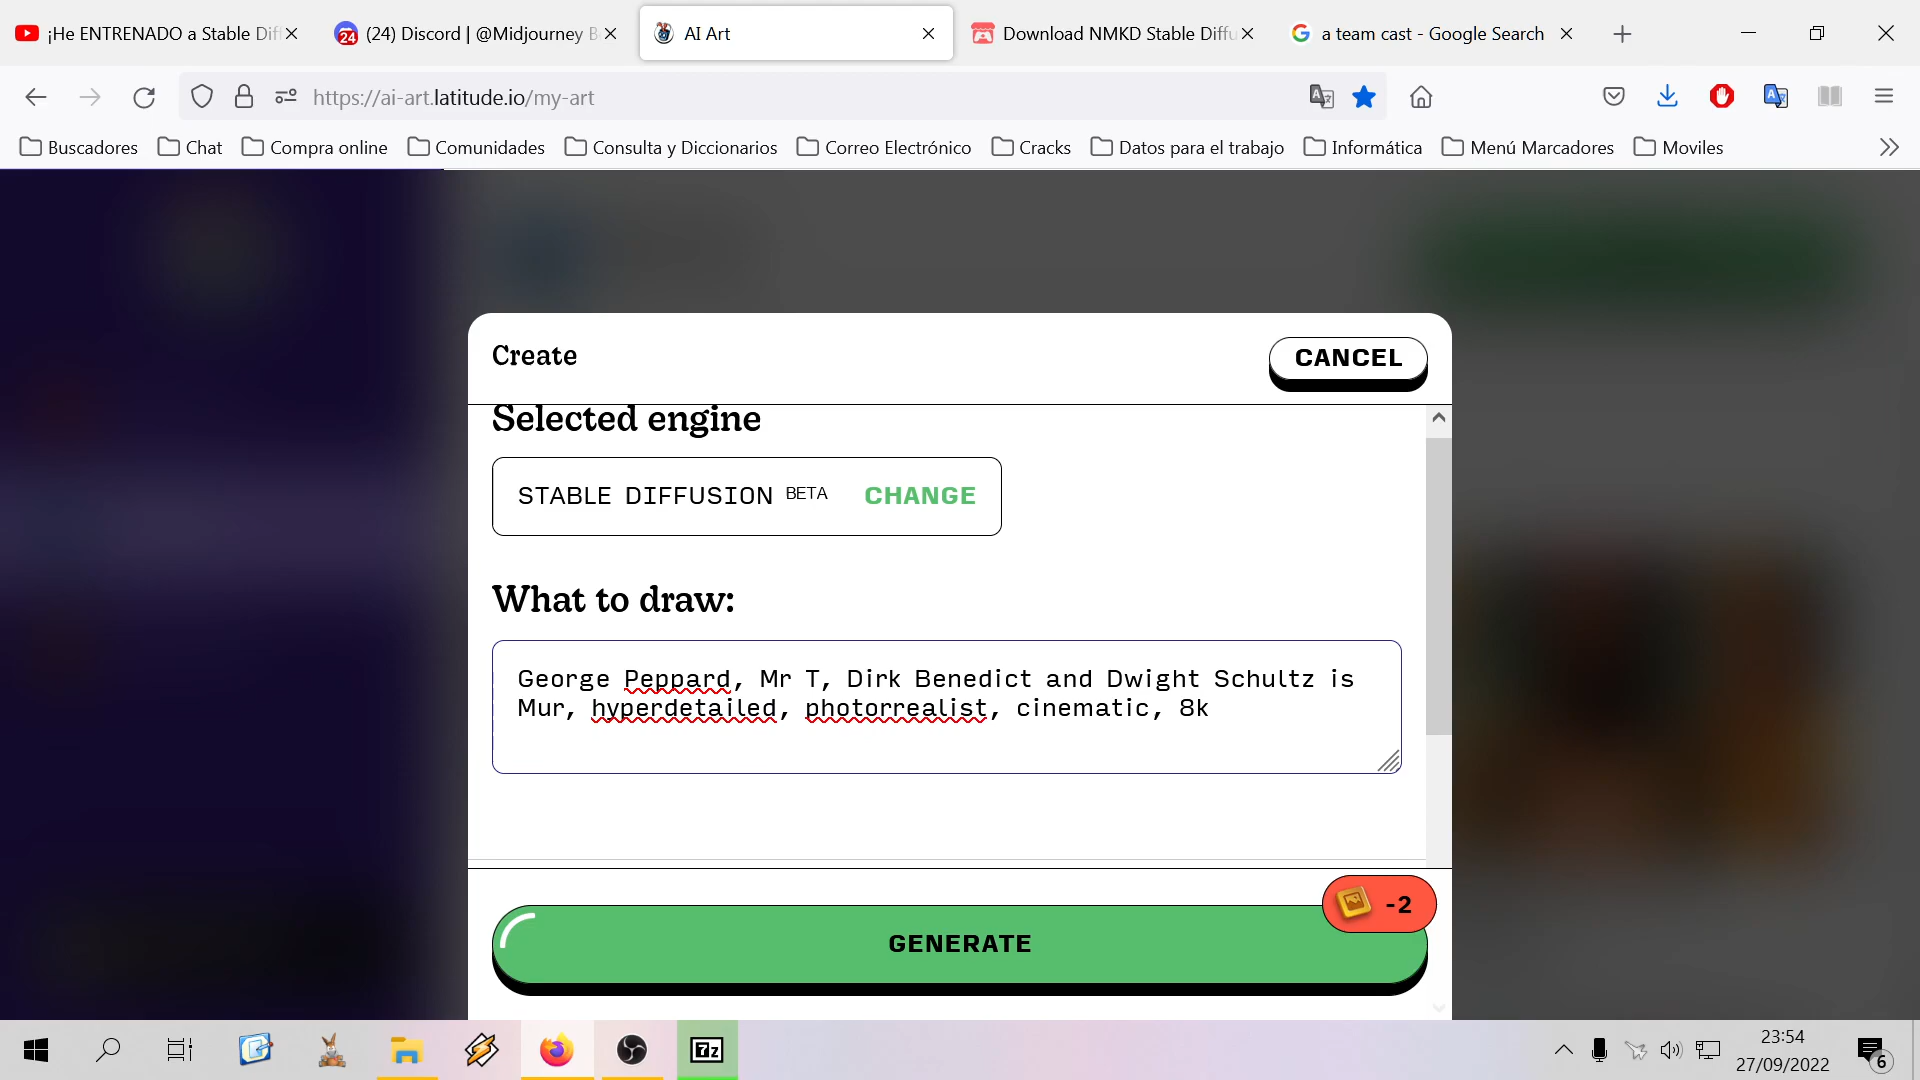 ¡He ENTRENADO a Stable Dif
(24) Discord | @Midjourney B
AI Art
Download NMKD Stable Diffu
a team cast - Google Search
https://ai-art.latitude.io/my-art
Buscadores
Chat
Compra online
Comunidades
Consulta y Diccionarios
Correo Electrónico
Cracks
Datos para el trabajo
Informática
Menú Marcadores
Moviles
Create
CANCEL
Selected engine
STABLE DIFFUSION BETA CHANGE
What to draw:
George Peppard, Mr T, Dirk Benedict and Dwight Schultz is
Mur, hyperdetailed, photorrealist, cinematic, 8k
-2
GENERATE
7z
23:54
27/09/2022
6